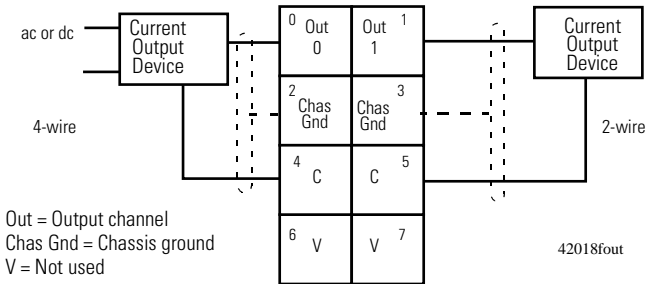 ac or dc
Current
Output
Device
4-wire
0
Out
0
Out
1
1
2
Chas
Gnd
3
Chas
Gnd
4
C
5
C
6
V
7
V
Current
Output
Device
2-wire
Out = Output channel
Chas Gnd = Chassis ground
V = Not used
42018fout